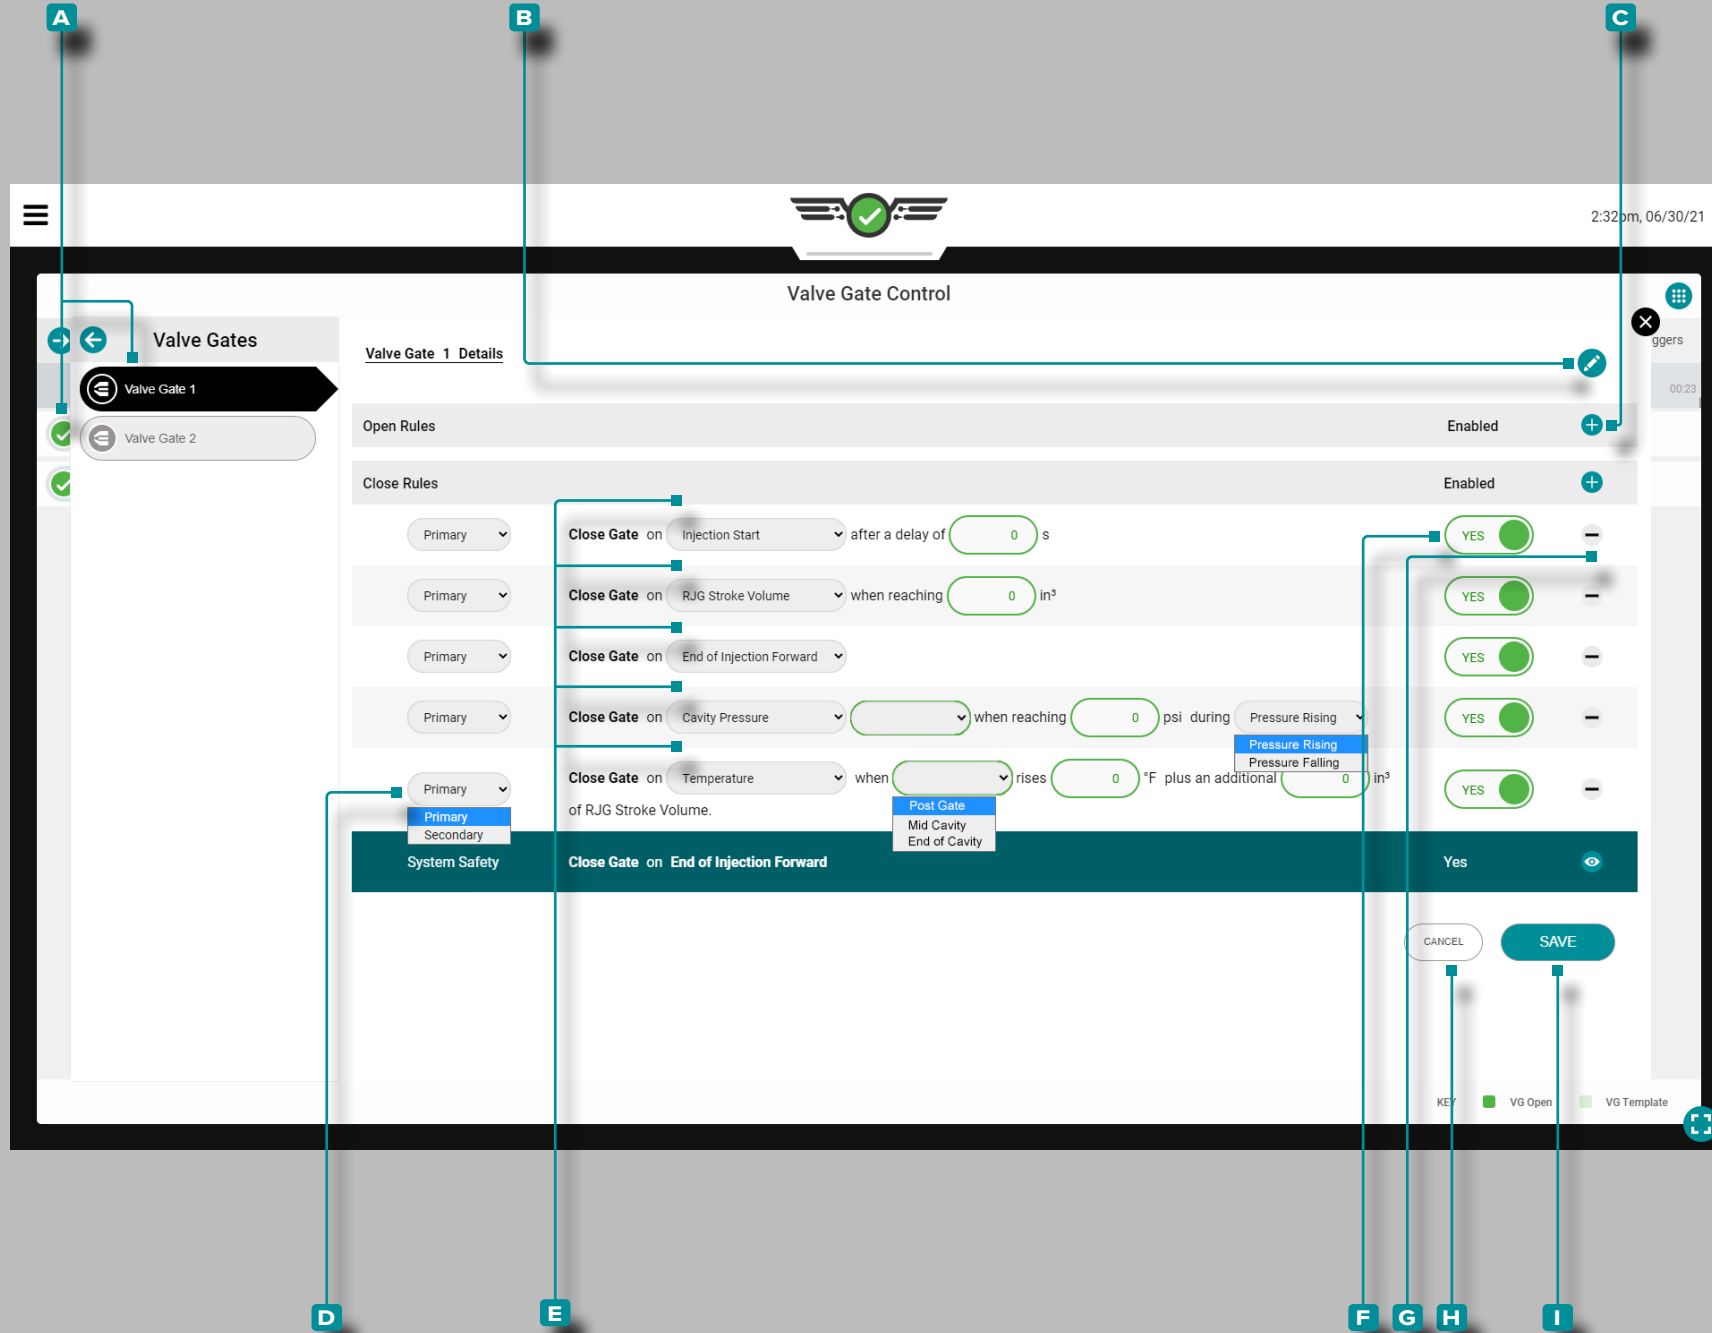 A
B
C
2:32pm, 06/30/21
Valve Gate Control
Valve Gates
ggers
Valve Gate 1 Details
Valve Gate 1
00:23
Open Rules Enabled
Valve Gate 2
Close Rules Enabled
Primary Close Gate on Injection Start after a delay of 0 s YES
Primary Close Gate on RJG Stroke Volume when reaching 0 in³ YES
Primary Close Gate on End of Injection Forward YES
Primary Close Gate on Cavity Pressure when reaching 0 psi during Pressure Rising YES
Pressure Rising
Pressure Falling
Primary Close Gate on Temperature when rises 0 °F plus an additional 0 in³ YES
of RJG Stroke Volume.
Post Gate
Mid Cavity
End of Cavity
Primary
Secondary
System Safety Close Gate on End of Injection Forward Yes
CANCEL SAVE
KEY VG Open VG Template
D
E
F
G
H
I